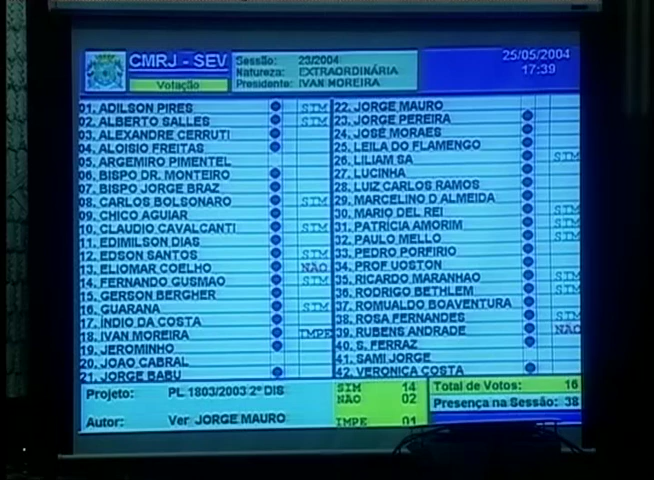 CMRJ - SEV
Votação
Sessão: 23/2004
Natureza: EXTRAORDINÁRIA
Presidente: IVAN MOREIRA
25/05/2004
17:39
01. ADILSON PIRES SIM
02. ALBERTO SALLES SIM
03. ALEXANDRE CERRUTI
04. ALOISIO FREITAS
05. ARGEMIRO PIMENTEL
06. BISPO DR. MONTEIRO
07. BISPO JORGE BRAZ
08. CARLOS BOLSONARO SIM
09. CHICO AGUIAR
10. CLAUDIO CAVALCANTI SIM
11. EDIMILSON DIAS
12. EDSON SANTOS SIM
13. ELIOMAR COELHO NÃO
14. FERNANDO GUSMAO SIM
15. GERSON BERGHER
16. GUARANA SIM
17. ÍNDIO DA COSTA
18. IVAN MOREIRA IMPE
19. JEROMINHO
20. JOAO CABRAL
21. JORGE BABU
22. JORGE MAURO
23. JORGE PEREIRA
24. JOSÉ MORAES
25. LEILA DO FLAMENGO
26. LILIAM SA SIM
27. LUCINHA
28. LUIZ CARLOS RAMOS
29. MARCELINO D ALMEIDA
30. MARIO DEL REI SIM
31. PATRÍCIA AMORIM SIM
32. PAULO MELLO SIM
33. PEDRO PORFIRIO
34. PROF UOSTON
35. RICARDO MARANHAO SIM
36. RODRIGO BETHLEM SIM
37. ROMUALDO BOAVENTURA
38. ROSA FERNANDES SIM
39. RUBENS ANDRADE NÃO
40. S. FERRAZ
41. SAMI JORGE
42. VERONICA COSTA
Projeto: PL 1803/2003 2ª DIS
Autor: Ver JORGE MAURO
SIM 14
NÃO 02
IMPE 01
Total de Votos: 16
Presença na Sessão: 38